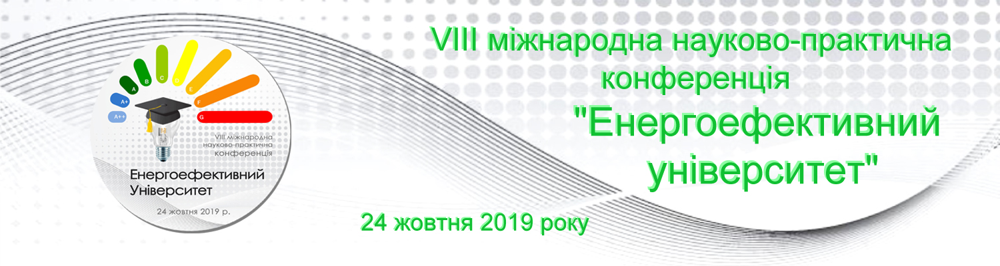 VIII міжнародна науково-практична
конференція
"Енергоефективний
університет"
24 жовтня 2019 року
A++
A+
A
B
C
D
E
F
G
VIII міжнародна
науково-практична
конференція
Енергоефективний
Університет
24 жовтня 2019 р.